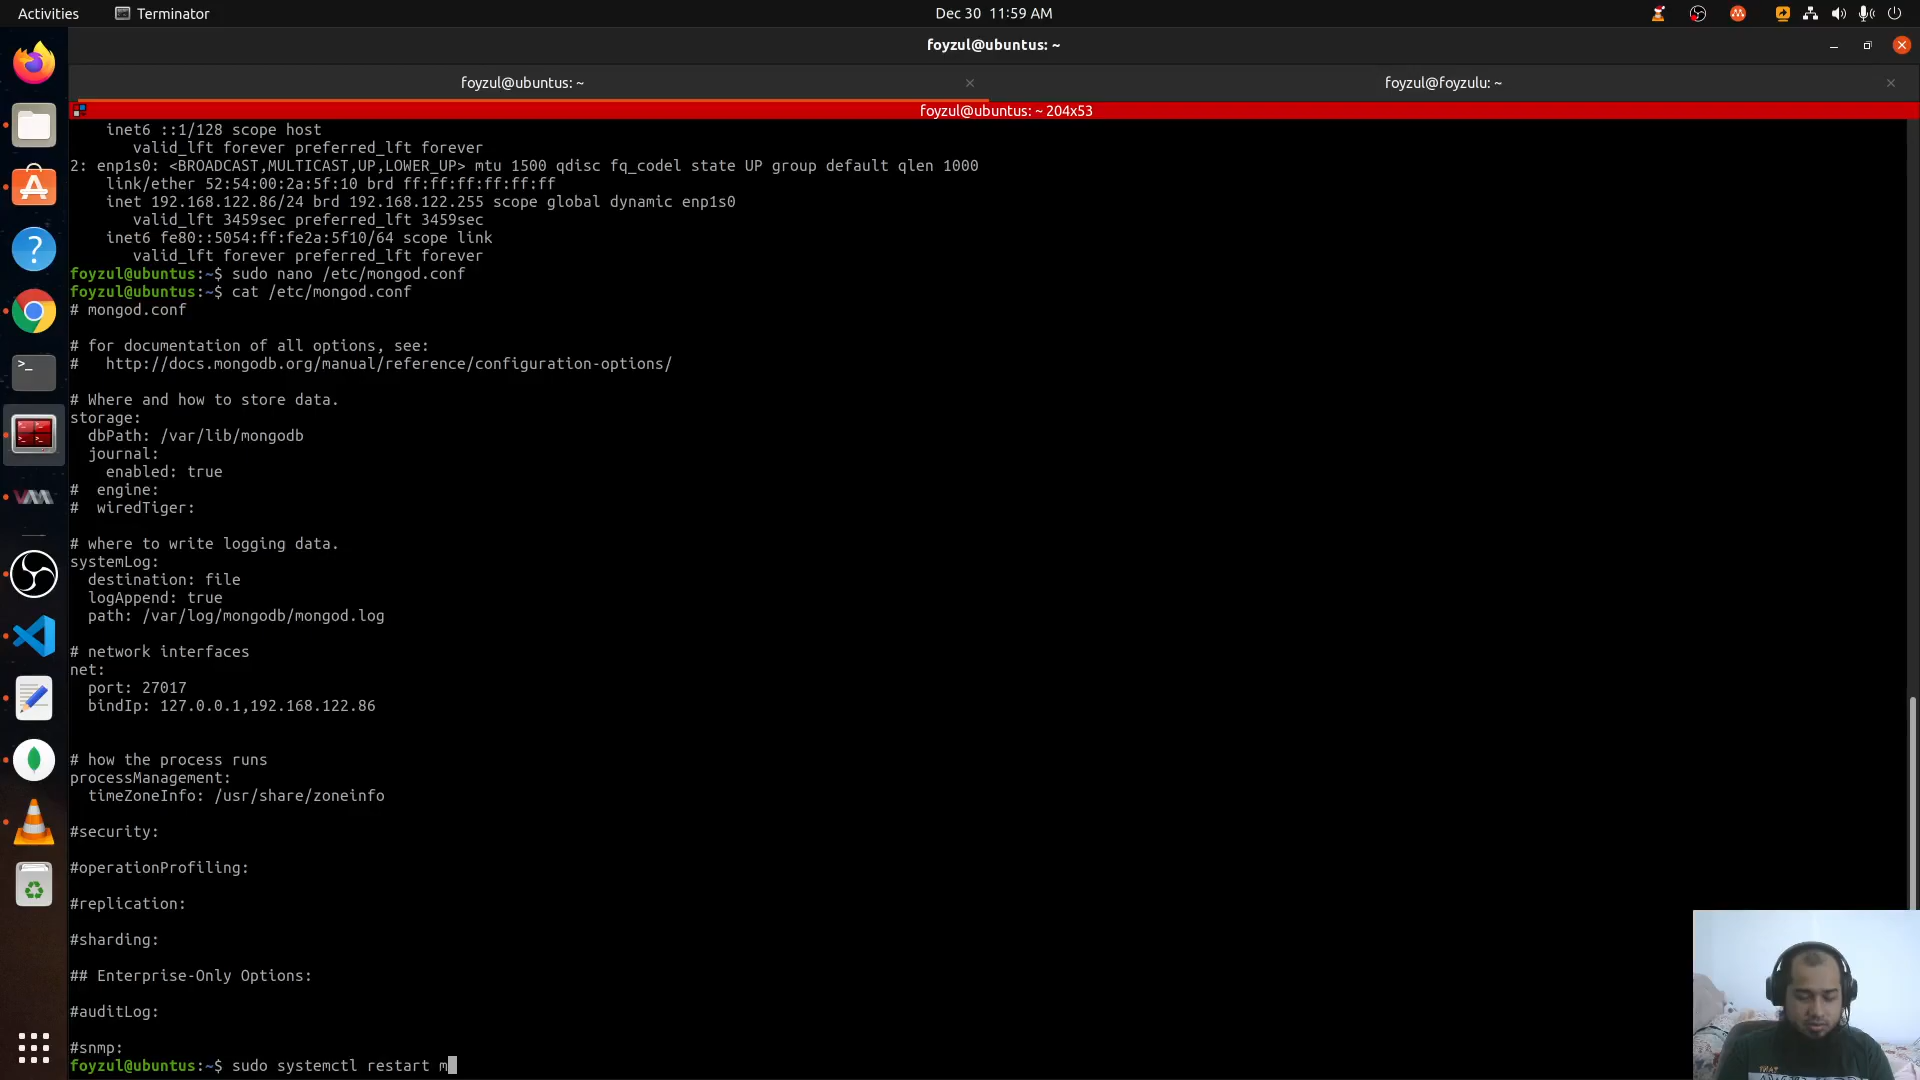 Activities
Terminator
Dec 30 11:59 AM
foyzul@ubuntus: ~
foyzul@ubuntus: ~
foyzul@foyzulu: ~
foyzul@ubuntus: ~ 204x53
inet6 ::1/128 scope host
valid_lft forever preferred_lft forever
2: enp1s0: <BROADCAST,MULTICAST,UP,LOWER_UP> mtu 1500 qdisc fq_codel state UP group default qlen 1000
link/ether 52:54:00:2a:5f:10 brd ff:ff:ff:ff:ff:ff
inet 192.168.122.86/24 brd 192.168.122.255 scope global dynamic enp1s0
valid_lft 3459sec preferred_lft 3459sec
inet6 fe80::5054:ff:fe2a:5f10/64 scope link
valid_lft forever preferred_lft forever
foyzul@ubuntus:~$ sudo nano /etc/mongod.conf
foyzul@ubuntus:~$ cat /etc/mongod.conf
# mongod.conf
# for documentation of all options, see:
#   http://docs.mongodb.org/manual/reference/configuration-options/
# Where and how to store data.
storage:
dbPath: /var/lib/mongodb
journal:
enabled: true
#  engine:
#  wiredTiger:
# where to write logging data.
systemLog:
destination: file
logAppend: true
path: /var/log/mongodb/mongod.log
# network interfaces
net:
port: 27017
bindIp: 127.0.0.1,192.168.122.86
# how the process runs
processManagement:
timeZoneInfo: /usr/share/zoneinfo
#security:
#operationProfiling:
#replication:
#sharding:
## Enterprise-Only Options:
#auditLog:
#snmp:
foyzul@ubuntus:~$ sudo systemctl restart m